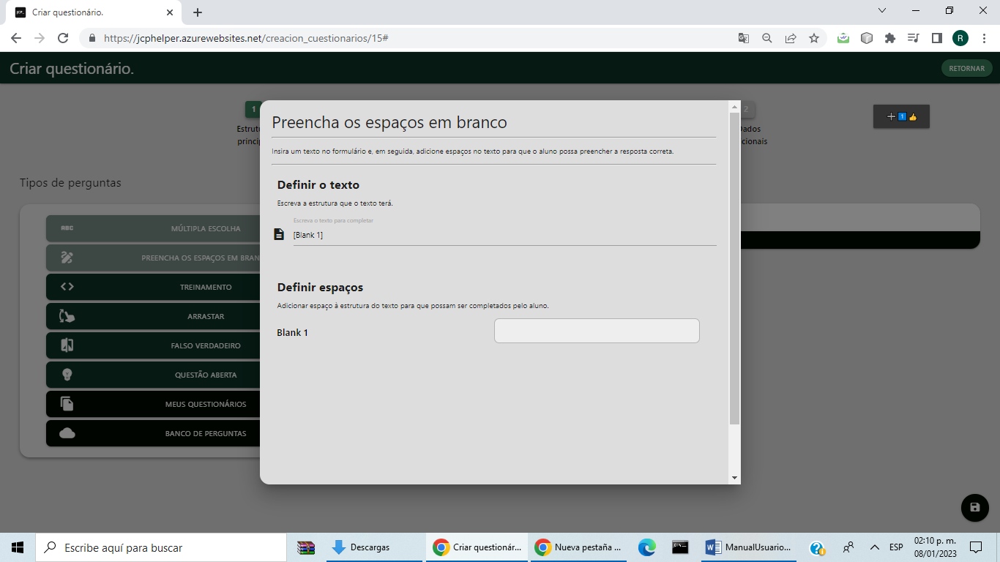 Criar questionário.
https://jcphelper.azurewebsites.net/creacion_cuestionarios/15#
R
Criar questionário.
RETORNAR
1
Estrut
princip
2
Dados
cionais
+ 1
Tipos de perguntas
ABC MÚLTIPLA ESCOLHA
PREENCHA OS ESPAÇOS EM BRAN
TREINAMENTO
ARRASTAR
FALSO VERDADEIRO
QUESTÃO ABERTA
MEUS QUESTIONÁRIOS
BANCO DE PERGUNTAS
Preencha os espaços em branco
Insira um texto no formulário e, em seguida, adicione espaços no texto para que o aluno possa preencher a resposta correta.
Definir o texto
Escreva a estrutura que o texto terá.
Escreva o texto para completar
[Blank 1]
Definir espaços
Adicionar espaço à estrutura do texto para que possam ser completados pelo aluno.
Blank 1
Escribe aquí para buscar
Descargas
Criar questionár...
Nueva pestaña ...
ManualUsuario...
ESP
02:10 p. m.
08/01/2023